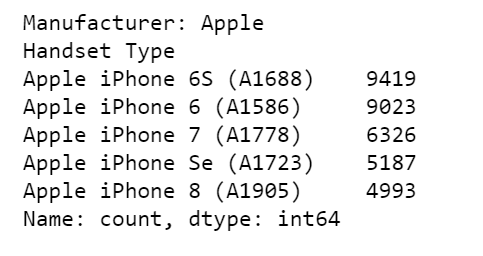 Manufacturer: Apple
Handset Type
Apple iPhone 6S (A1688)    9419
Apple iPhone 6 (A1586)     9023
Apple iPhone 7 (A1778)     6326
Apple iPhone Se (A1723)    5187
Apple iPhone 8 (A1905)     4993
Name: count, dtype: int64